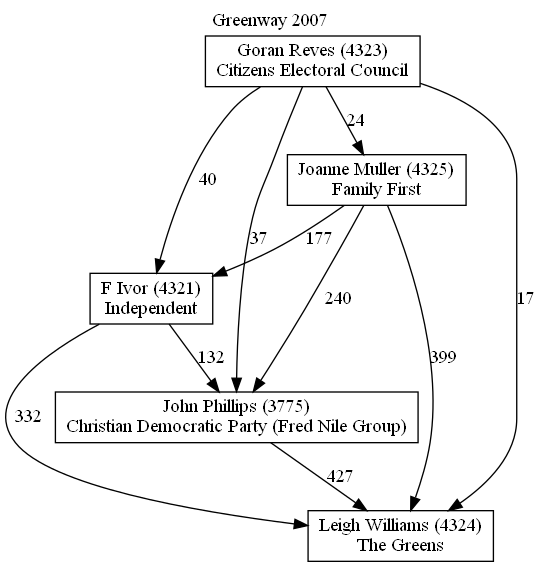 Greenway 2007
Goran Reves (4323)
Citizens Electoral Council
24
40
Joanne Muller (4325)
Family First
37
177
17
F Ivor (4321)
Independent
240
132
399
332
John Phillips (3775)
Christian Democratic Party (Fred Nile Group)
427
Leigh Williams (4324)
The Greens